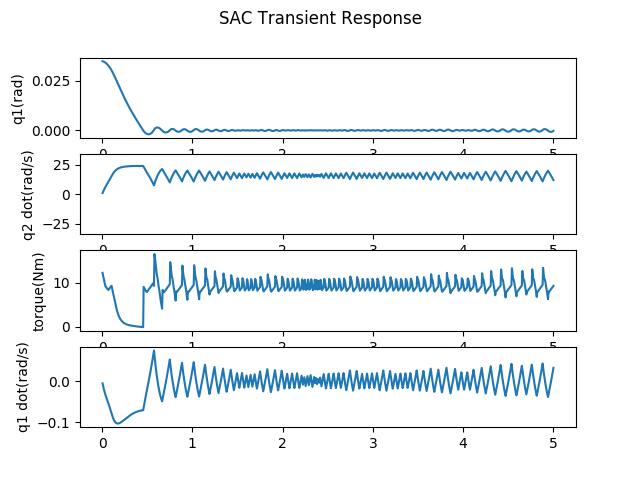 SAC Transient Response
q1(rad)
0.025
0.000
0 1 2 3 4 5
q2 dot(rad/s)
25
0
−25
0 1 2 3 4 5
torque(Nm)
10
0
0 1 2 3 4 5
q1 dot(rad/s)
0.0
−0.1
0 1 2 3 4 5